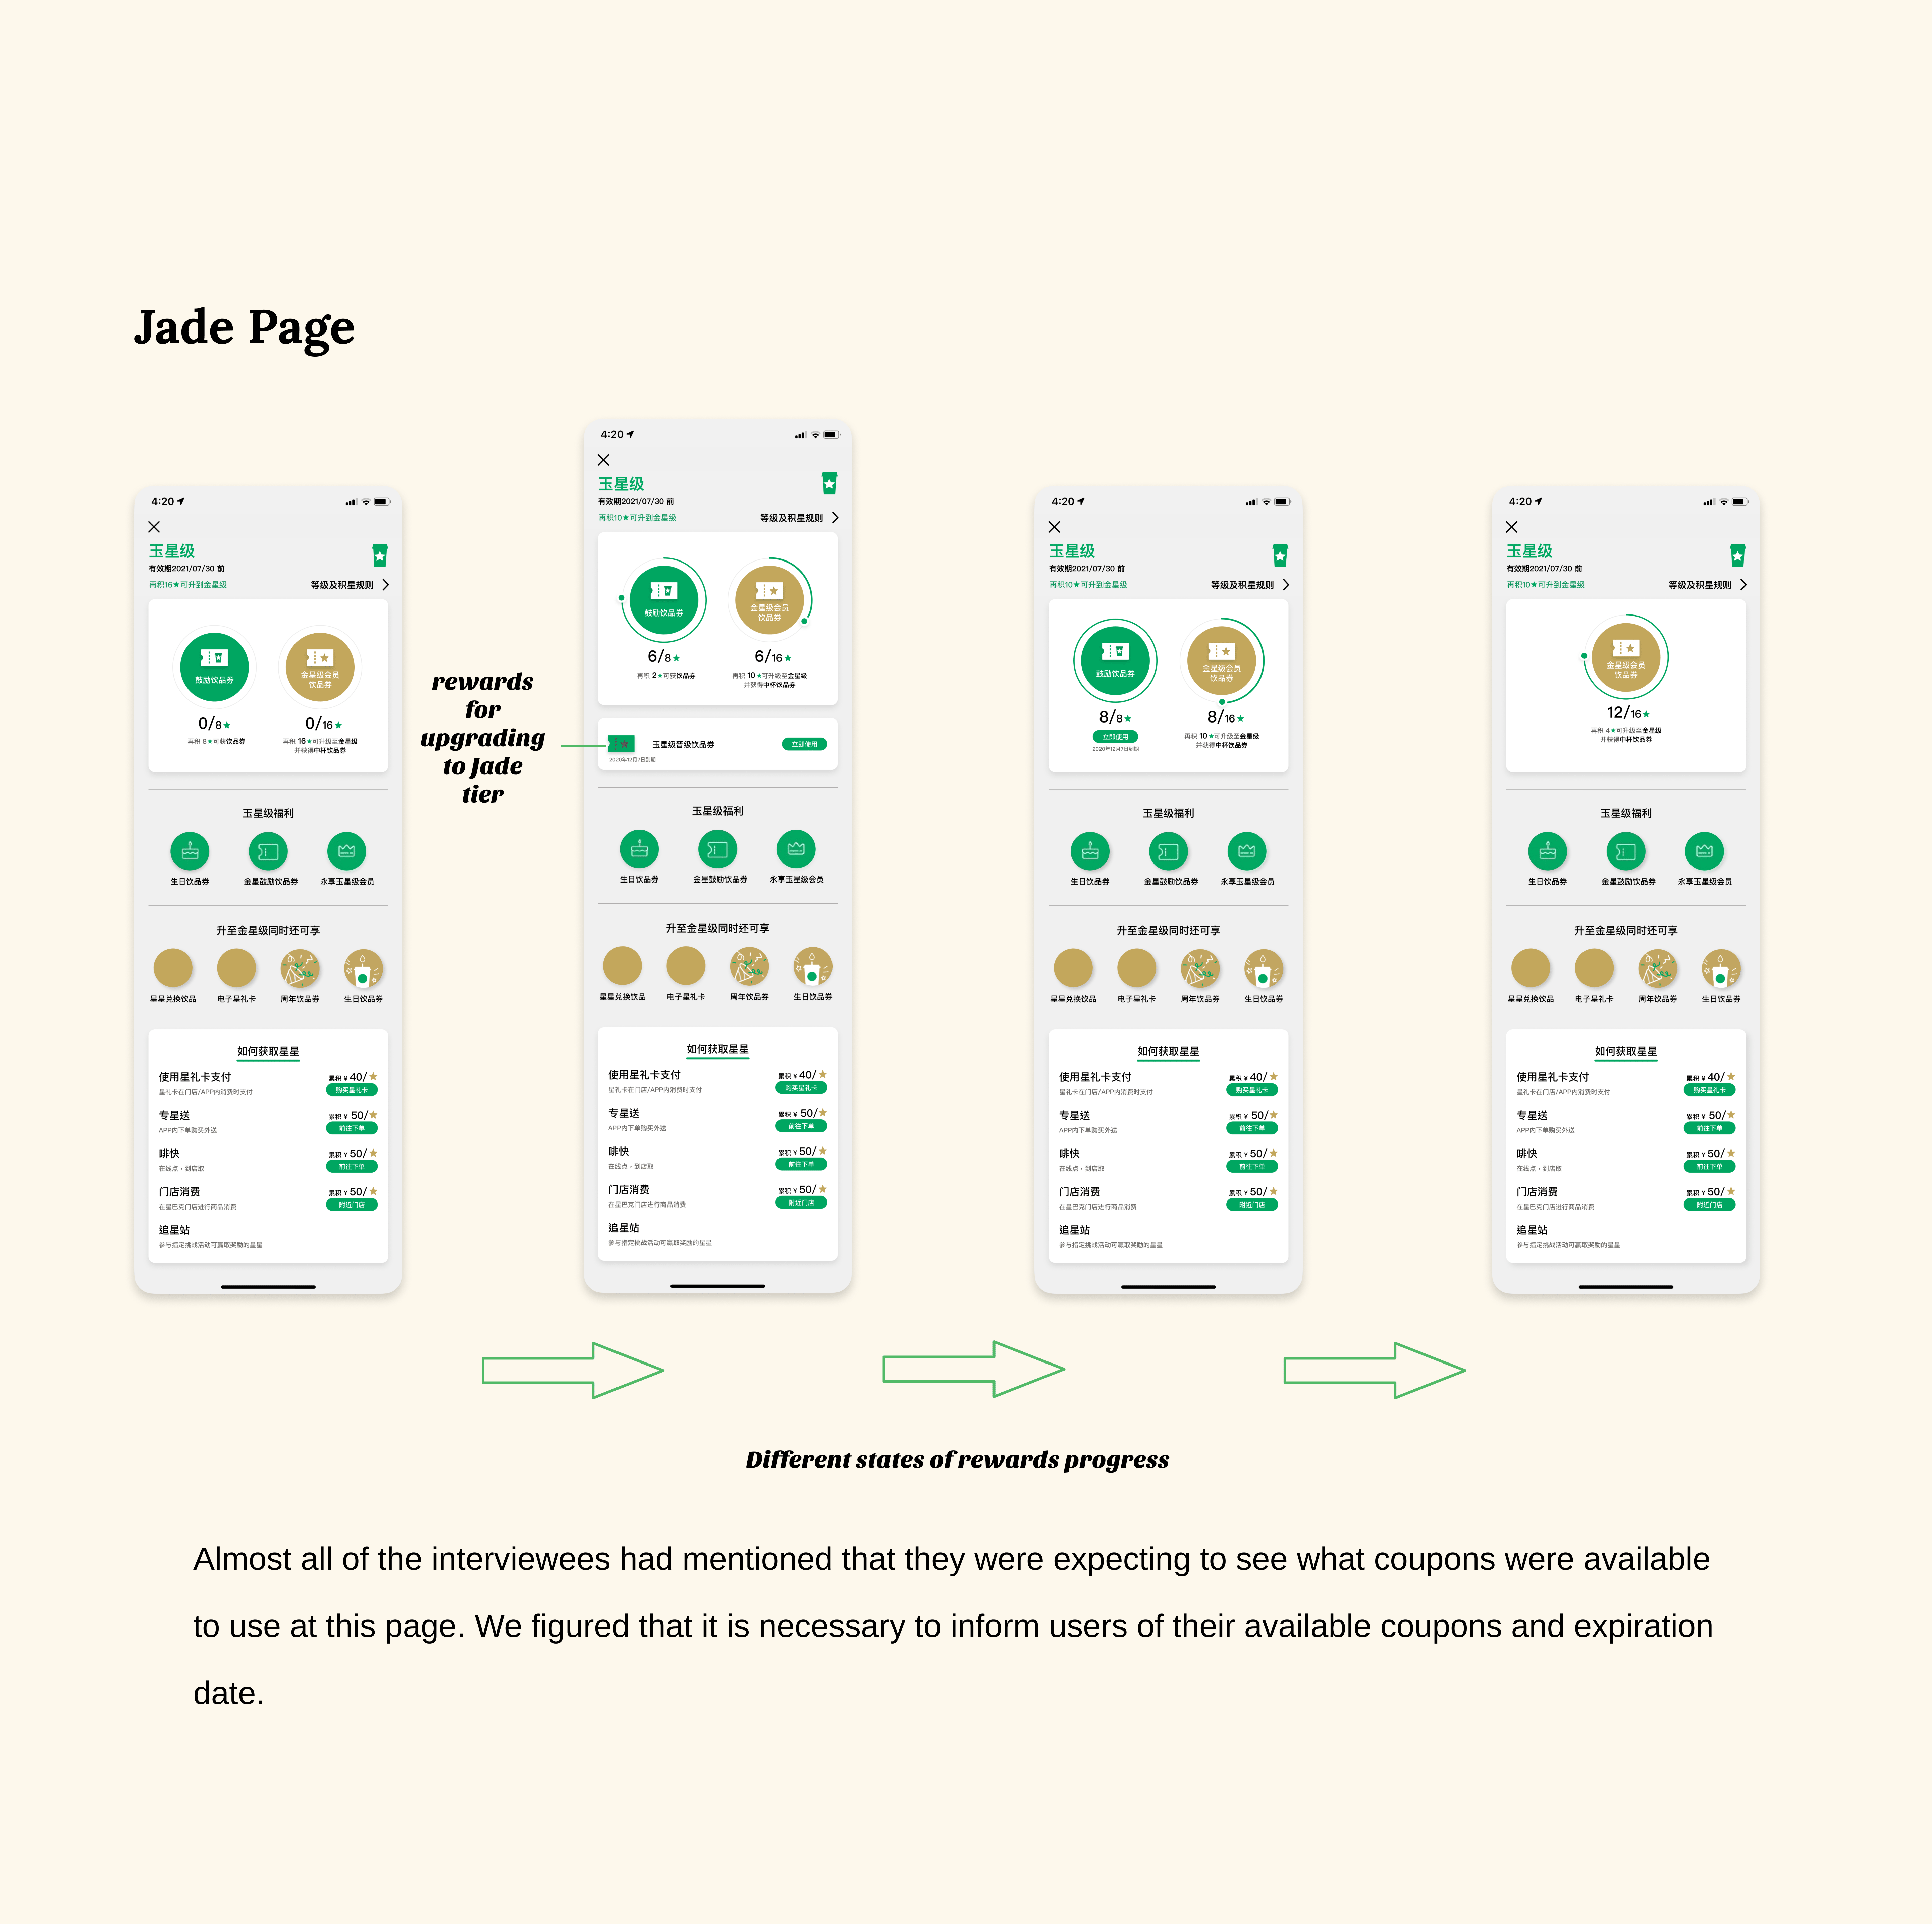 Jade Page
4:20
玉星级
有效期2021/07/30 前
再积16★可升到金星级
等级及积星规则
鼓励饮品券
金星级会员
饮品券
0/8★
0/16★
再积 8★可获饮品券
再积 16★可升级至金星级
并获得中杯饮品券
玉星级福利
生日饮品券
金星鼓励饮品券
永享玉星级会员
升至金星级同时还可享
星星兑换饮品
电子星礼卡
周年饮品券
生日饮品券
如何获取星星
使用星礼卡支付
累积 ¥ 40/★
星礼卡在门店/APP内消费时支付
购买星礼卡
专星送
累积 ¥ 50/★
APP内下单购买外送
前往下单
啡快
累积 ¥ 50/★
在线点，到店取
前往下单
门店消费
累积 ¥ 50/★
在星巴克门店进行商品消费
附近门店
追星站
参与指定挑战活动可赢取奖励的星星
rewards
for
upgrading
to Jade
tier
4:20
玉星级
有效期2021/07/30 前
再积10★可升到金星级
等级及积星规则
鼓励饮品券
金星级会员
饮品券
6/8★
6/16★
再积 2★可获饮品券
再积 10★可升级至金星级
并获得中杯饮品券
玉星级晋级饮品券
立即使用
2020年12月7日到期
玉星级福利
生日饮品券
金星鼓励饮品券
永享玉星级会员
升至金星级同时还可享
星星兑换饮品
电子星礼卡
周年饮品券
生日饮品券
如何获取星星
使用星礼卡支付
累积 ¥ 40/★
星礼卡在门店/APP内消费时支付
购买星礼卡
专星送
累积 ¥ 50/★
APP内下单购买外送
前往下单
啡快
累积 ¥ 50/★
在线点，到店取
前往下单
门店消费
累积 ¥ 50/★
在星巴克门店进行商品消费
附近门店
追星站
参与指定挑战活动可赢取奖励的星星
4:20
玉星级
有效期2021/07/30 前
再积10★可升到金星级
等级及积星规则
鼓励饮品券
金星级会员
饮品券
8/8★
8/16★
立即使用
2020年12月7日到期
再积 10★可升级至金星级
并获得中杯饮品券
玉星级福利
生日饮品券
金星鼓励饮品券
永享玉星级会员
升至金星级同时还可享
星星兑换饮品
电子星礼卡
周年饮品券
生日饮品券
如何获取星星
使用星礼卡支付
累积 ¥ 40/★
星礼卡在门店/APP内消费时支付
购买星礼卡
专星送
累积 ¥ 50/★
APP内下单购买外送
前往下单
啡快
累积 ¥ 50/★
在线点，到店取
前往下单
门店消费
累积 ¥ 50/★
在星巴克门店进行商品消费
附近门店
追星站
参与指定挑战活动可赢取奖励的星星
4:20
玉星级
有效期2021/07/30 前
再积10★可升到金星级
等级及积星规则
金星级会员
饮品券
12/16★
再积 4★可升级至金星级
并获得中杯饮品券
玉星级福利
生日饮品券
金星鼓励饮品券
永享玉星级会员
升至金星级同时还可享
星星兑换饮品
电子星礼卡
周年饮品券
生日饮品券
如何获取星星
使用星礼卡支付
累积 ¥ 40/★
星礼卡在门店/APP内消费时支付
购买星礼卡
专星送
累积 ¥ 50/★
APP内下单购买外送
前往下单
啡快
累积 ¥ 50/★
在线点，到店取
前往下单
门店消费
累积 ¥ 50/★
在星巴克门店进行商品消费
附近门店
追星站
参与指定挑战活动可赢取奖励的星星
Different states of rewards progress
Almost all of the interviewees had mentioned that they were expecting to see what coupons were available
to use at this page. We figured that it is necessary to inform users of their available coupons and expiration
date.